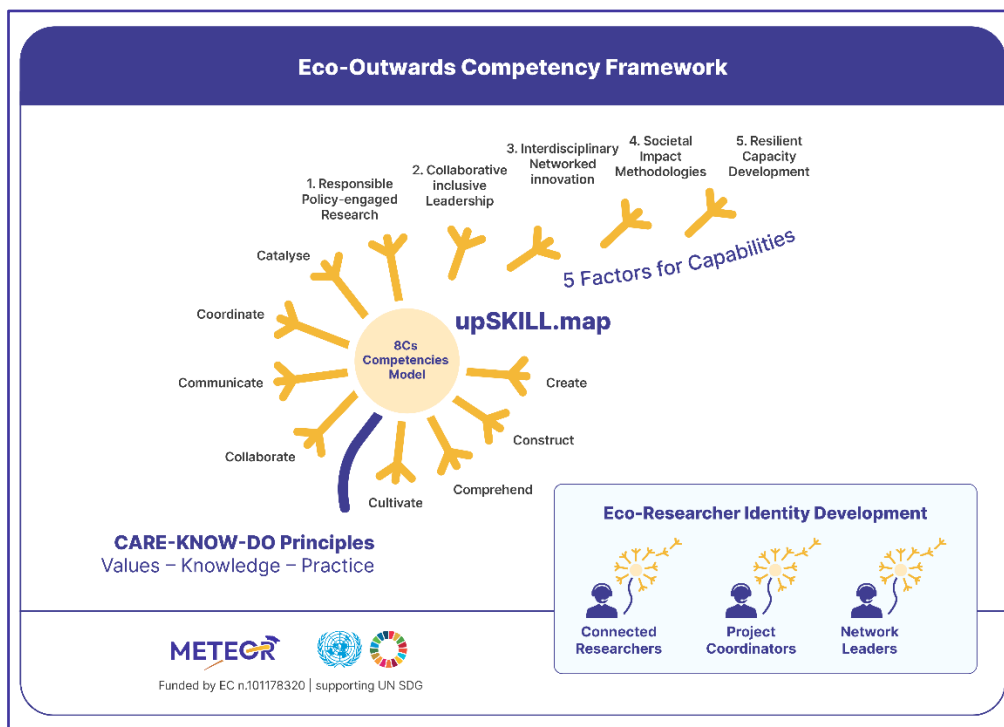 Eco-Outwards Competency Framework
1. Responsible
Policy-engaged
Research
2. Collaborative
inclusive
Leadership
3. Interdisciplinary
Networked
innovation
4. Societal
Impact
Methodologies
5. Resilient
Capacity
Development
5 Factors for Capabilities
Catalyse
Coordinate
Communicate
Collaborate
Cultivate
Comprehend
Construct
Create
upSKILL.map
8Cs
Competencies
Model
CARE-KNOW-DO Principles
Values – Knowledge – Practice
Eco-Researcher Identity Development
Connected
Researchers
Project
Coordinators
Network
Leaders
METEOR
Funded by EC n.101178320 | supporting UN SDG